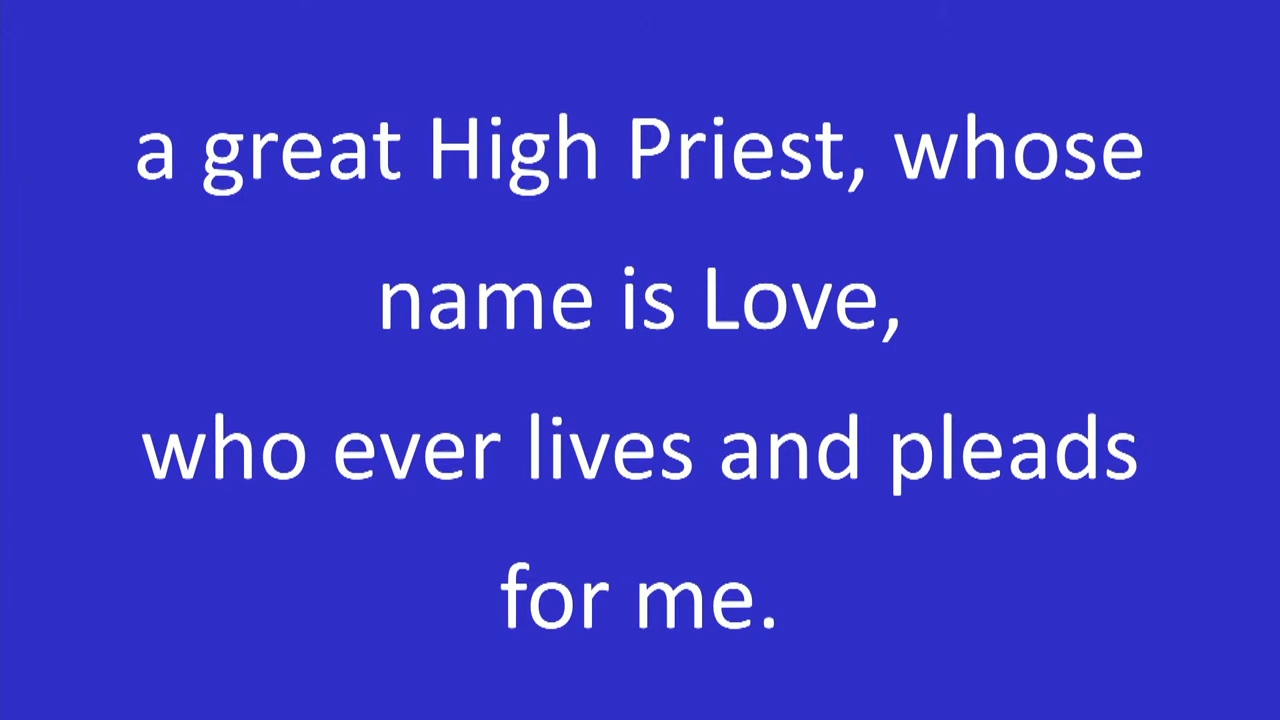 a great High Priest, whose
name is Love,
who ever lives and pleads
for me.